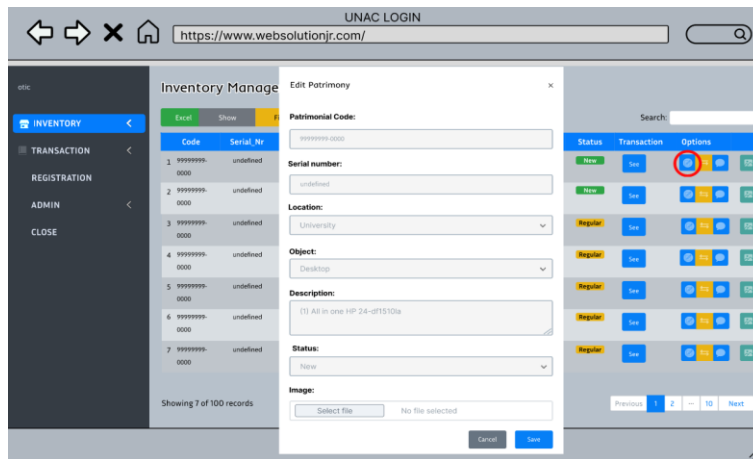 UNAC LOGIN
https://www.websolutionjr.com/
otic
INVENTORY
TRANSACTION
REGISTRATION
ADMIN
CLOSE
Inventory Manage
Excel Show F
Search:
Code Serial_Nr
Status Transaction Options
1 99999999-0000 undefined New See
2 99999999-0000 undefined New See
3 99999999-0000 undefined Regular See
4 99999999-0000 undefined Regular See
5 99999999-0000 undefined Regular See
6 99999999-0000 undefined Regular See
7 99999999-0000 undefined Regular See
Showing 7 of 100 records
Previous 1 2 ... 10 Next
Edit Patrimony ×
Patrimonial Code:
99999999-0000
Serial number:
undefined
Location:
University
Object:
Desktop
Description:
(1) All in one HP 24-df1510la
Status:
New
Image:
Select file No file selected
Cancel Save